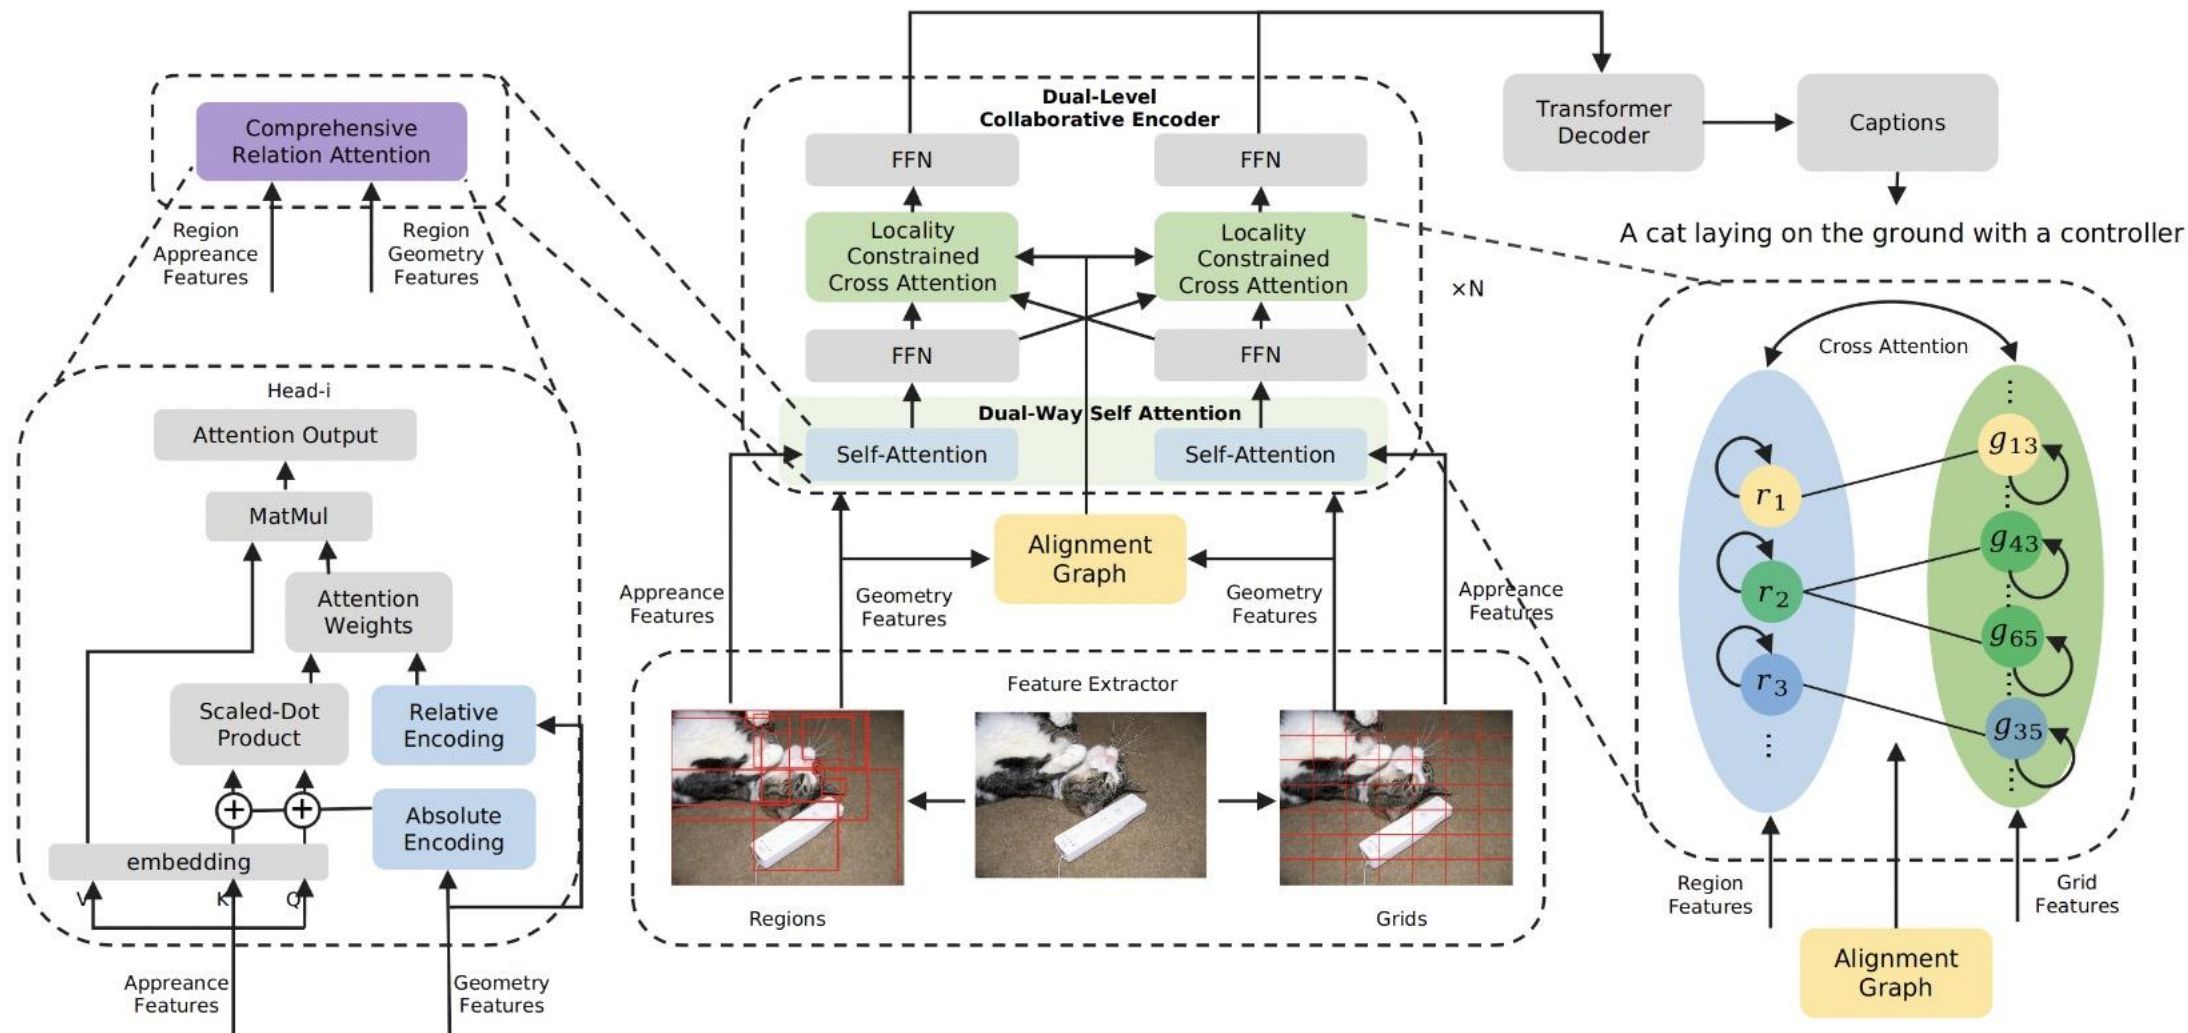 Comprehensive
Relation Attention
Region
Appreance
Features
Region
Geometry
Features
Head-i
Attention Output
MatMul
Attention
Weights
Scaled-Dot
Product
Relative
Encoding
+
+
Absolute
Encoding
embedding
V
K
Q
Appreance
Features
Geometry
Features
Dual-Level
Collaborative Encoder
FFN
FFN
Locality
Constrained
Cross Attention
Locality
Constrained
Cross Attention
×N
FFN
FFN
Dual-Way Self Attention
Self-Attention
Self-Attention
Alignment
Graph
Appreance
Features
Geometry
Features
Geometry
Features
Appreance
Features
Feature Extractor
Regions
Grids
Transformer
Decoder
Captions
A cat laying on the ground with a controller
Cross Attention
r1
r2
r3
⋮
⋮
g13
⋮
g43
⋮
g65
⋮
g35
⋮
Region
Features
Grid
Features
Alignment
Graph